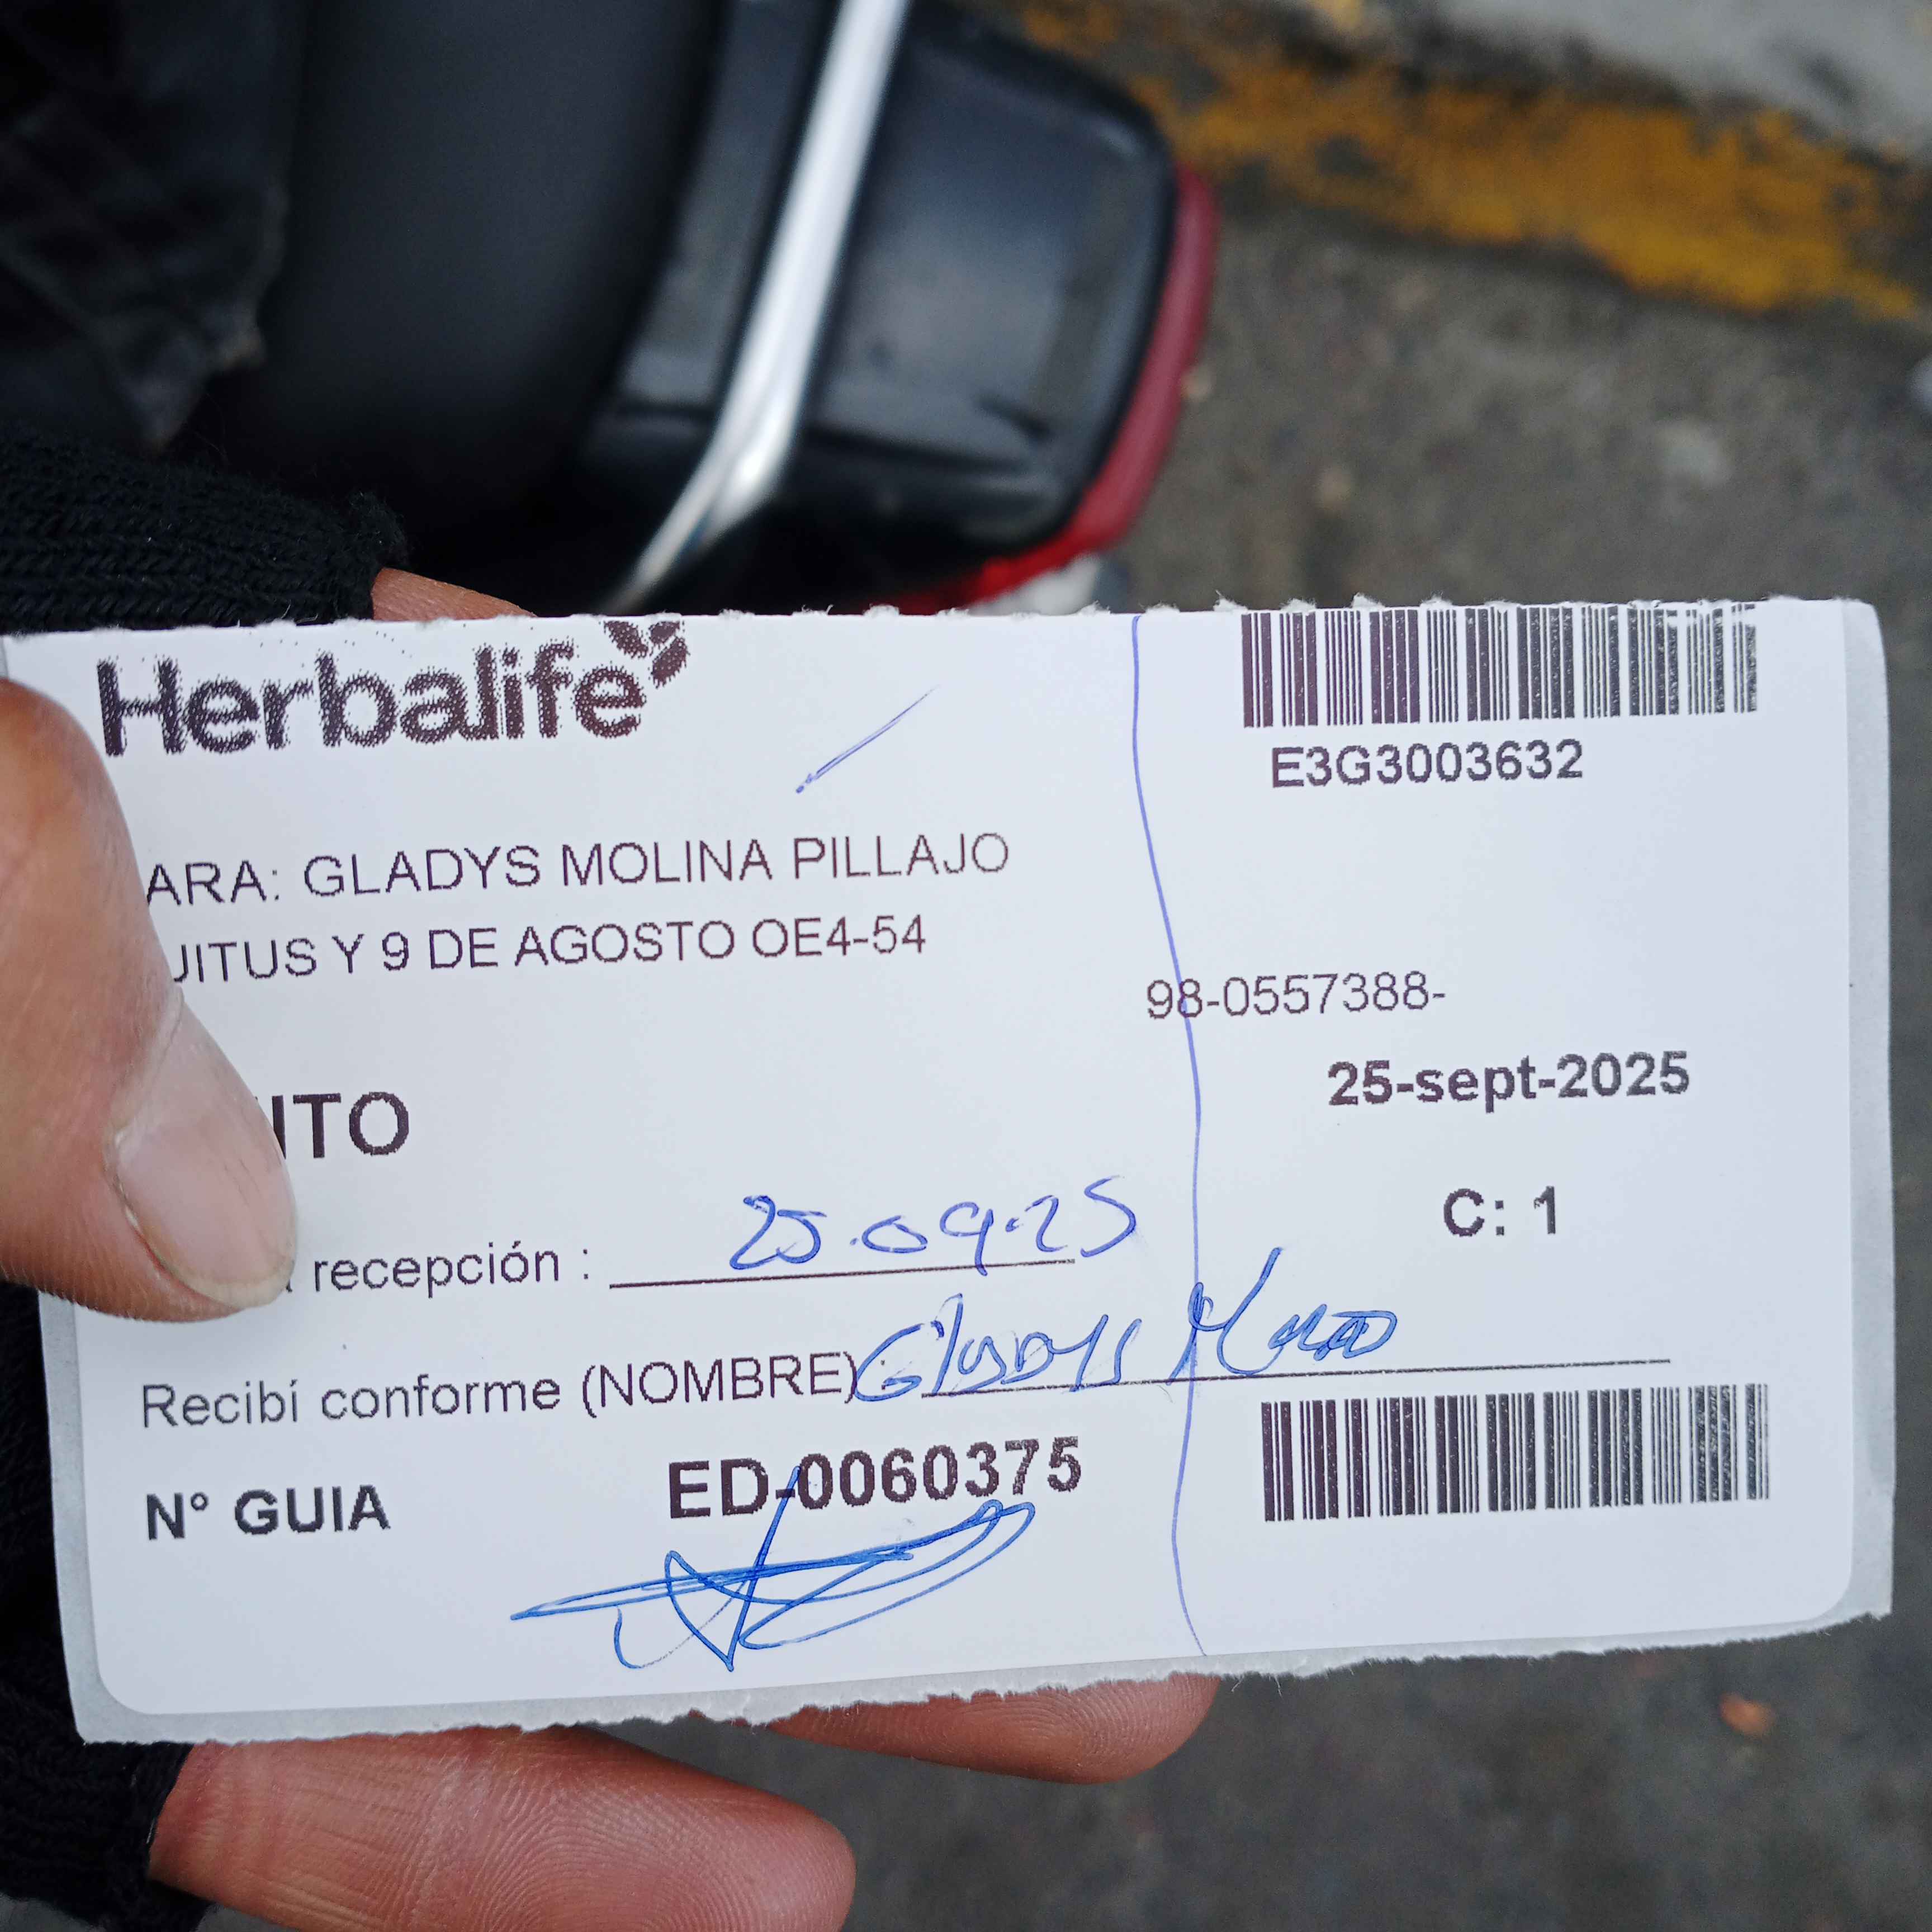 Herbalife
E3G3003632
ARA: GLADYS MOLINA PILLAJO
UITUS Y 9 DE AGOSTO OE4-54
98-0557388-
25-sept-2025
ITO
C: 1
recepción : 25.09.25
Recibí conforme (NOMBRE): Gladys
N° GUIA ED-0060375